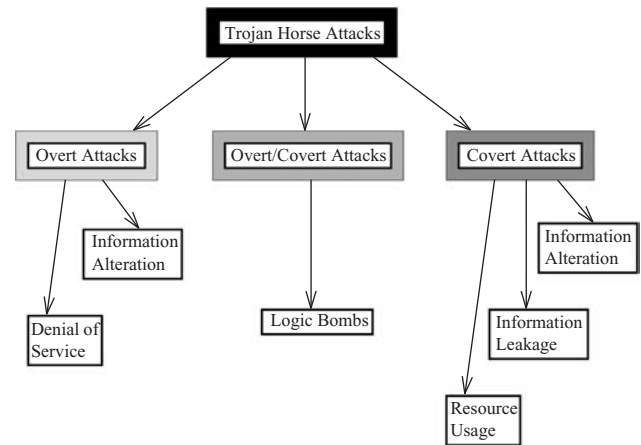 Trojan Horse Attacks
Overt Attacks
Overt/Covert Attacks
Covert Attacks
Information
Alteration
Information
Alteration
Denial of
Service
Logic Bombs
Information
Leakage
Resource
Usage